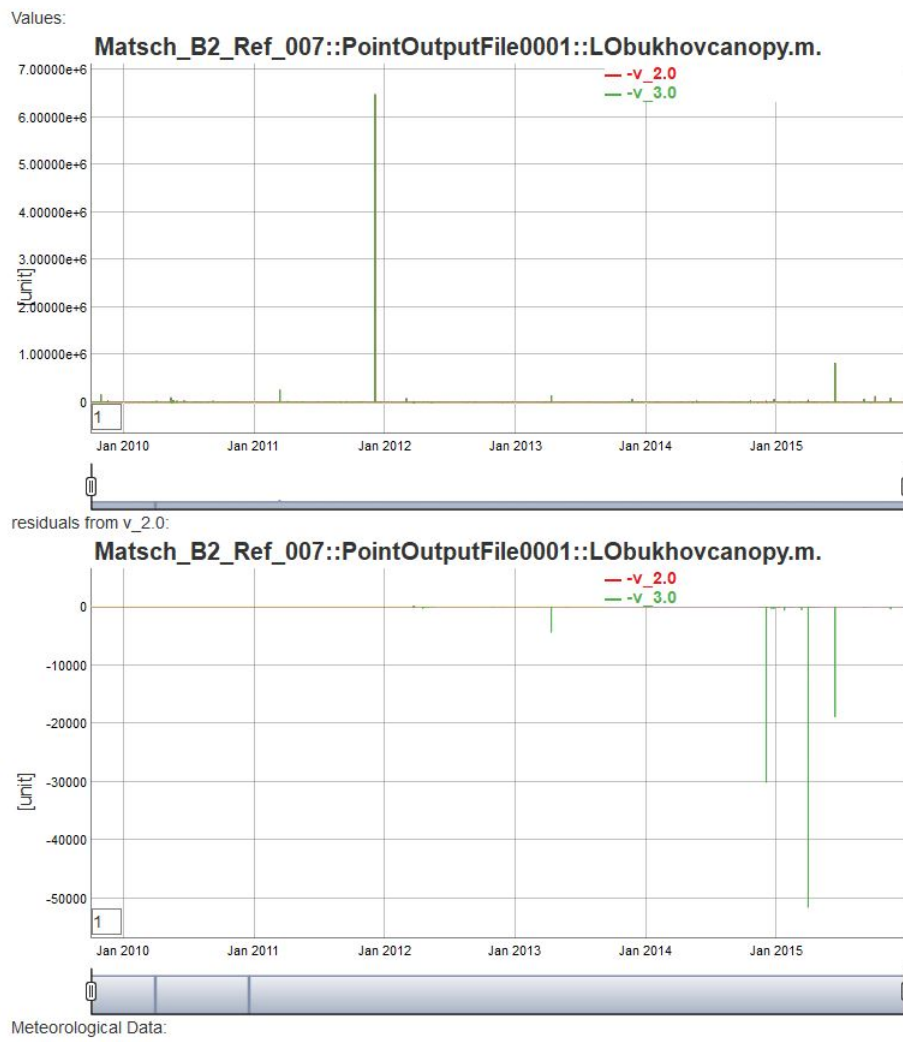 Values:
Matsch_B2_Ref_007::PointOutputFile0001::LObukhovcanopy.m.
-v_2.0
-v_3.0
7.00000e+6
6.00000e+6
5.00000e+6
4.00000e+6
3.00000e+6
2.00000e+6
1.00000e+6
0
[unit]
1
Jan 2010 Jan 2011 Jan 2012 Jan 2013 Jan 2014 Jan 2015
residuals from v_2.0:
Matsch_B2_Ref_007::PointOutputFile0001::LObukhovcanopy.m.
-v_2.0
-v_3.0
0
-10000
-20000
-30000
-40000
-50000
[unit]
1
Jan 2010 Jan 2011 Jan 2012 Jan 2013 Jan 2014 Jan 2015
Meteorological Data: